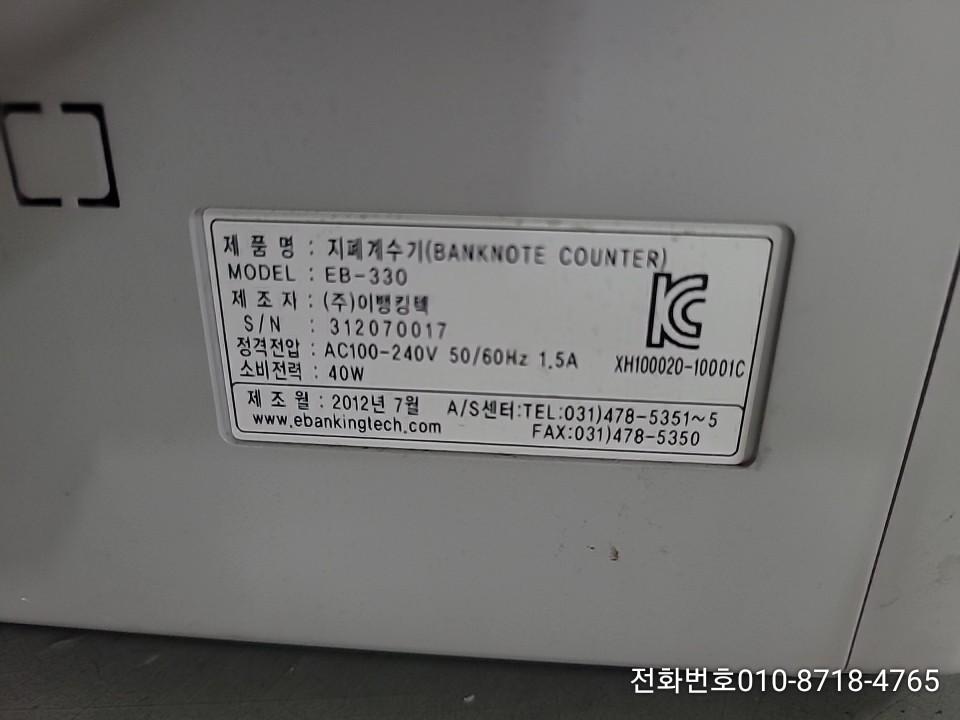 제 품 명 : 지폐계수기(BANKNOTE COUNTER)
MODEL : EB-330
제 조 자 : (주)이뱅킹텍
S/N : 312070017
정격전압 : AC100-240V 50/60Hz 1.5A
소비전력 : 40W
XH100020-10001C
제 조 월 : 2012년 7월 A/S센터:TEL:031)478-5351~5
www.ebankingtech.com FAX:031)478-5350
전화번호010-8718-4765